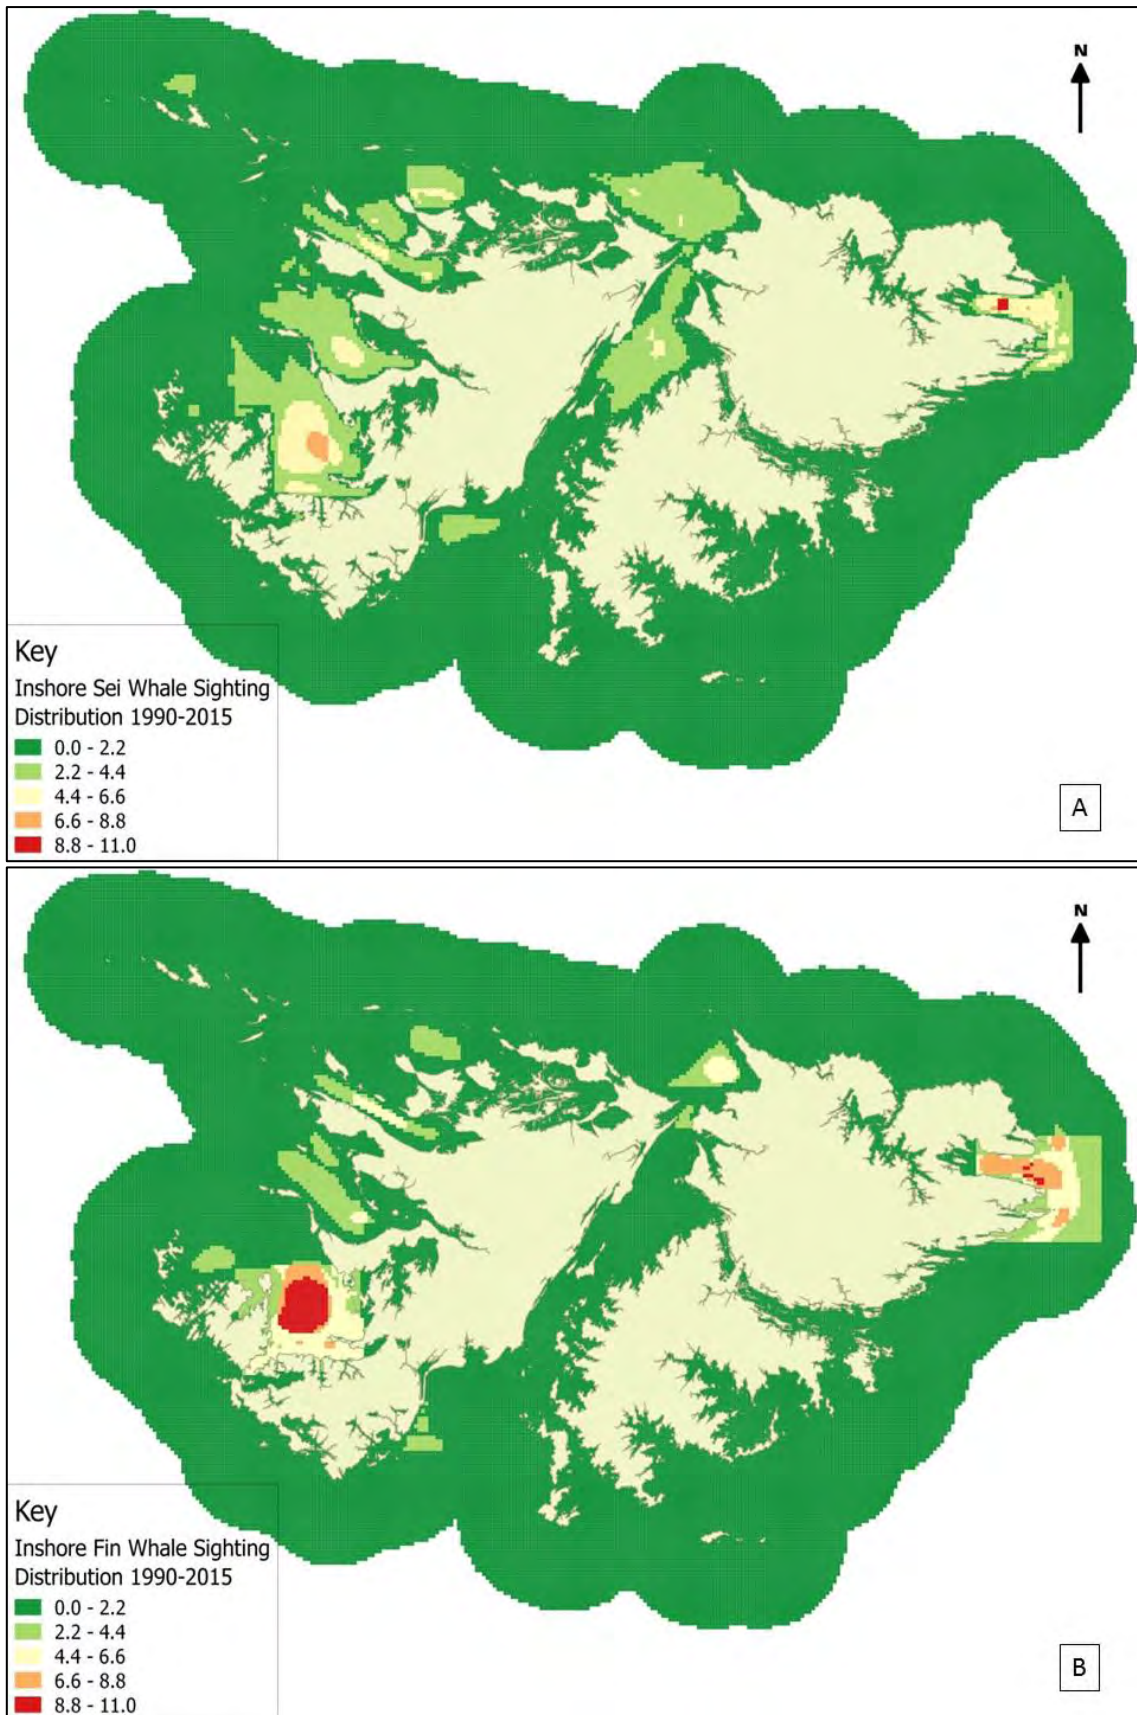 N
Key
Inshore Sei Whale Sighting
Distribution 1990-2015
0.0 - 2.2
2.2 - 4.4
4.4 - 6.6
6.6 - 8.8
8.8 - 11.0
A
N
Key
Inshore Fin Whale Sighting
Distribution 1990-2015
0.0 - 2.2
2.2 - 4.4
4.4 - 6.6
6.6 - 8.8
8.8 - 11.0
B